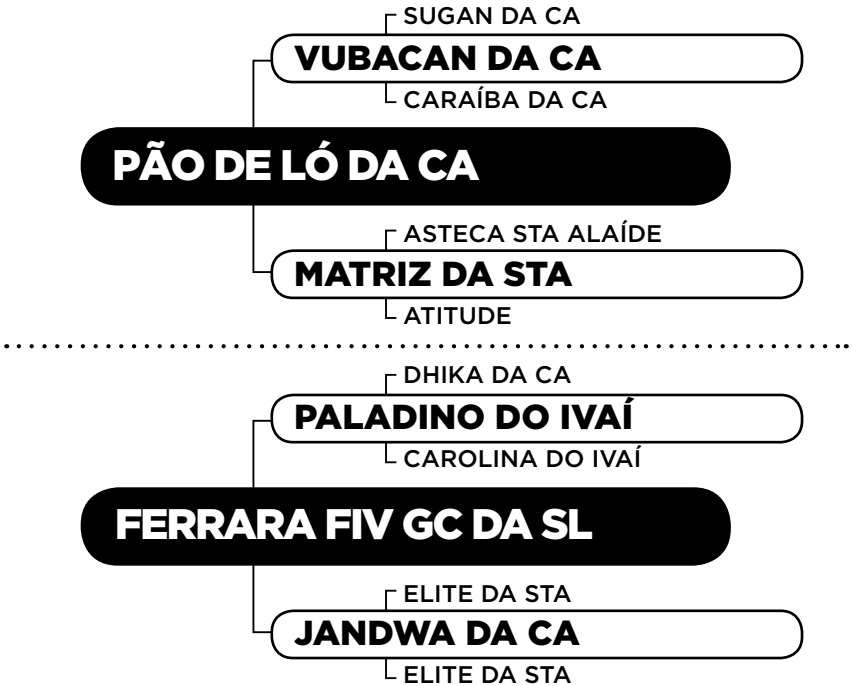 SUGAN DA CA
VUBACAN DA CA
CARAÍBA DA CA
PÃO DE LÓ DA CA
ASTECA STA ALAÍDE
MATRIZ DA STA
ATITUDE
DHIKA DA CA
PALADINO DO IVAÍ
CAROLINA DO IVAÍ
FERRARA FIV GC DA SL
ELITE DA STA
JANDWA DA CA
ELITE DA STA